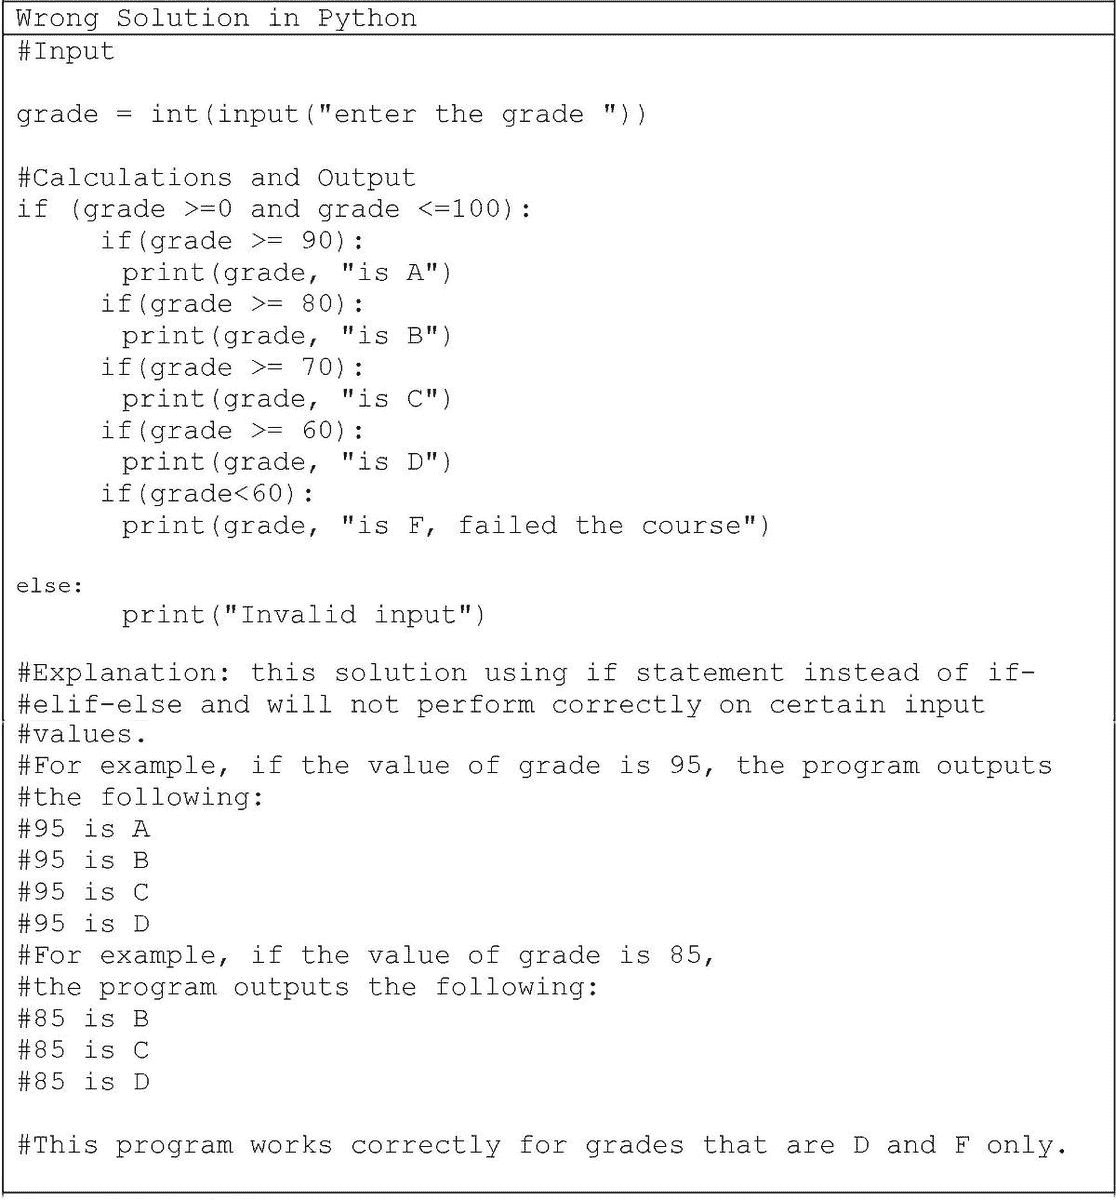 Wrong Solution in Python
#Input
grade = int(input("enter the grade "))
#Calculations and Output
if (grade >=0 and grade <=100):
if(grade >= 90):
print(grade, "is A")
if(grade >= 80):
print(grade, "is B")
if(grade >= 70):
print(grade, "is C")
if(grade >= 60):
print(grade, "is D")
if(grade<60):
print(grade, "is F, failed the course")
else:
print("Invalid input")
#Explanation: this solution using if statement instead of if-
#elif-else and will not perform correctly on certain input
#values.
#For example, if the value of grade is 95, the program outputs
#the following:
#95 is A
#95 is B
#95 is C
#95 is D
#For example, if the value of grade is 85,
#the program outputs the following:
#85 is B
#85 is C
#85 is D
#This program works correctly for grades that are D and F only.